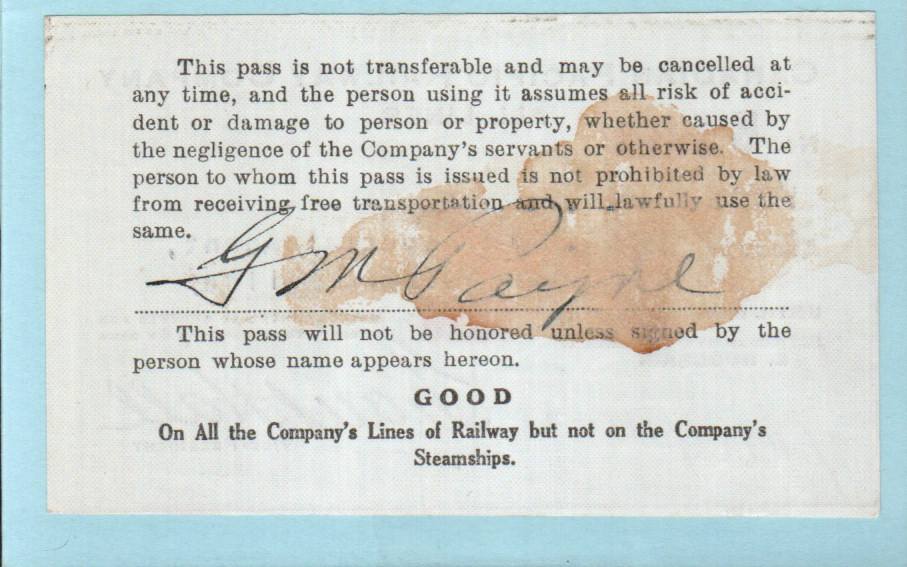 This pass is not transferable and may be cancelled at
any time, and the person using it assumes all risk of acci-
dent or damage to person or property, whether caused by
the negligence of the Company's servants or otherwise. The
person to whom this pass is issued is not prohibited by law
from receiving free transportation and will lawfully use the
same.
G M Payne
This pass will not be honored unless signed by the
person whose name appears hereon.
GOOD
On All the Company's Lines of Railway but not on the Company's
Steamships.